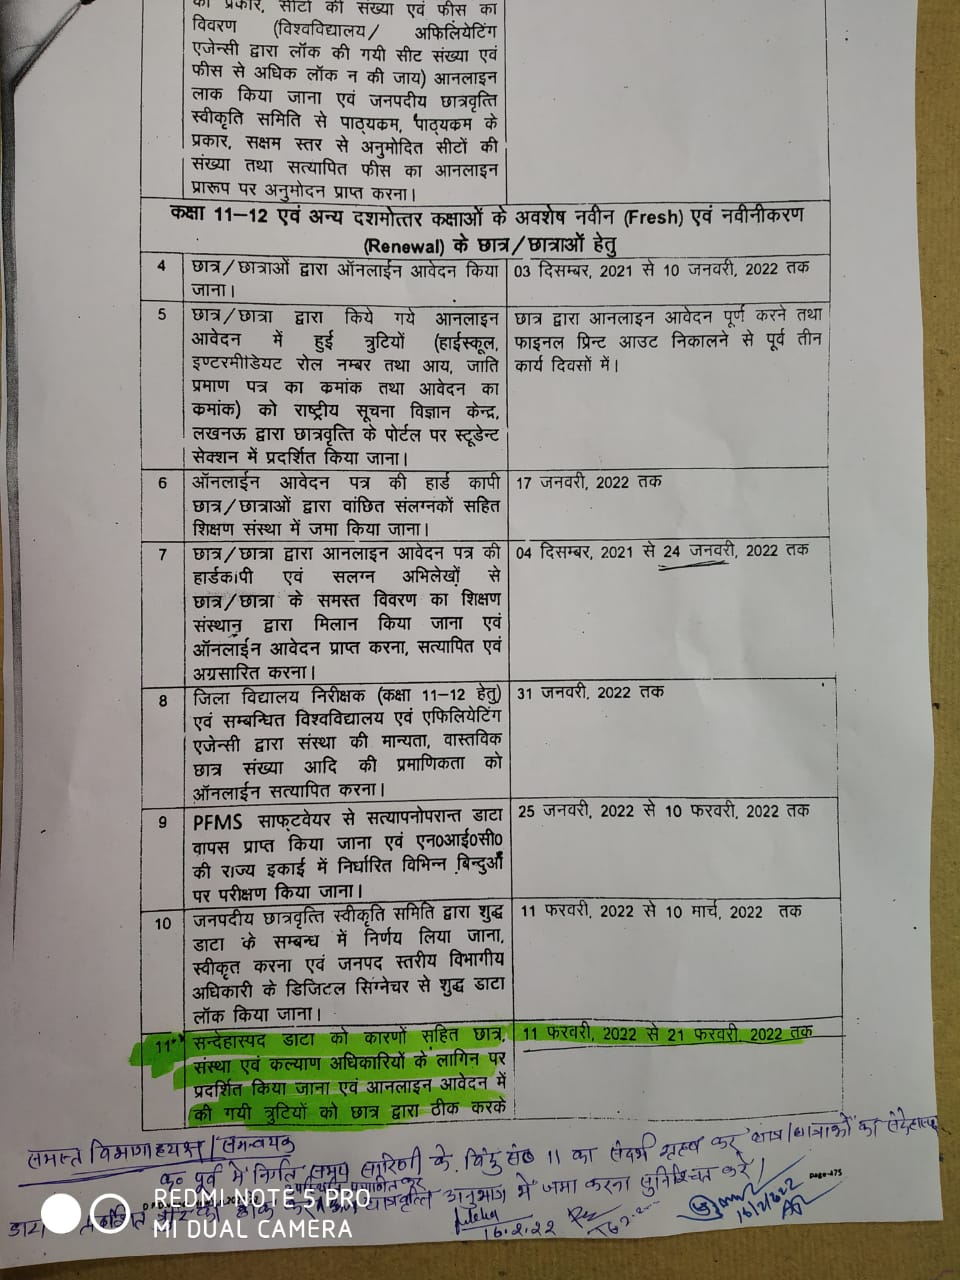 का प्रकार, सीटों की संख्या एवं फीस का
विवरण (विश्वविद्यालय/ अफिलियेटिंग
एजेन्सी द्वारा लॉक की गयी सीट संख्या एवं
फीस से अधिक लॉक न की जाय) आनलाइन
लाक किया जाना एवं जनपदीय छात्रवृत्ति
स्वीकृति समिति से पाठ्यकम, पाठ्यकम के
प्रकार, सक्षम स्तर से अनुमोदित सीटों की
संख्या तथा सत्यापित फीस का आनलाइन
प्रारूप पर अनुमोदन प्राप्त करना।
कक्षा 11–12 एवं अन्य दशमोत्तर कक्षाओं के अवशेष नवीन (Fresh) एवं नवीनीकरण
(Renewal) के छात्र/छात्राओं हेतु
4 छात्र/छात्राओं द्वारा ऑनलाईन आवेदन किया 03 दिसम्बर, 2021 से 10 जनवरी, 2022 तक
जाना।
5 छात्र/छात्रा द्वारा किये गये आनलाइन छात्र द्वारा आनलाइन आवेदन पूर्ण करने तथा
आवेदन में हुई त्रुटियों (हाईस्कूल, फाइनल प्रिन्ट आउट निकालने से पूर्व तीन
इण्टरमीडियट रोल नम्बर तथा आय, जाति कार्य दिवसों में।
प्रमाण पत्र का कमांक तथा आवेदन का
कमांक) को राष्ट्रीय सूचना विज्ञान केन्द्र,
लखनऊ द्वारा छात्रवृत्ति के पोर्टल पर स्टूडेन्ट
सेक्शन में प्रदर्शित किया जाना।
6 ऑनलाईन आवेदन पत्र की हार्ड कापी 17 जनवरी, 2022 तक
छात्र/छात्राओं द्वारा वांछित संलग्नकों सहित
शिक्षण संस्था में जमा किया जाना।
7 छात्र/छात्रा द्वारा आनलाइन आवेदन पत्र की 04 दिसम्बर, 2021 से 24 जनवरी, 2022 तक
हार्डकापी एवं सलग्न अभिलेखों से
छात्र/छात्रा के समस्त विवरण का शिक्षण
संस्थान द्वारा मिलान किया जाना एवं
ऑनलाईन आवेदन प्राप्त करना, सत्यापित एवं
अग्रसारित करना।
8 जिला विद्यालय निरीक्षक (कक्षा 11–12 हेतु) 31 जनवरी, 2022 तक
एवं सम्बन्धित विश्वविद्यालय एवं एफिलियेटिंग
एजेन्सी द्वारा संस्था की मान्यता, वास्तविक
छात्र संख्या आदि की प्रमाणिकता को
ऑनलाईन सत्यापित करना।
9 PFMS साफ्टवेयर से सत्यापनोपरान्त डाटा 25 जनवरी, 2022 से 10 फरवरी, 2022 तक
वापस प्राप्त किया जाना एवं एन0आई0सी0
की राज्य इकाई में निर्धारित विभिन्न बिन्दुओं
पर परीक्षण किया जाना।
10 जनपदीय छात्रवृत्ति स्वीकृति समिति द्वारा शुद्ध 11 फरवरी, 2022 से 10 मार्च, 2022 तक
डाटा के सम्बन्ध में निर्णय लिया जाना,
स्वीकृत करना एवं जनपद स्तरीय विभागीय
अधिकारी के डिजिटल सिंग्नेचर से शुद्ध डाटा
लॉक किया जाना।
11 सन्देहास्पद डाटा को कारणों सहित छात्र, 11 फरवरी, 2022 से 21 फरवरी, 2022 तक
संस्था एवं कल्याण अधिकारियों के लागिन पर
प्रदर्शित किया जाना एवं आनलाइन आवेदन में
की गयी त्रुटियों को छात्र द्वारा ठीक करके
समस्त विभागाध्यक्ष/समन्वयक
पूर्व में निर्गत समय सारिणी के बिंदु सं0 11 का संदर्भ ग्रहण कर छात्र/छात्राओं का संदेहास्पद
अनुभाग में जमा करना सुनिश्चित करें।
page-475
16.2.22
16/2/22
REDMI NOTE 5 PRO
MI DUAL CAMERA